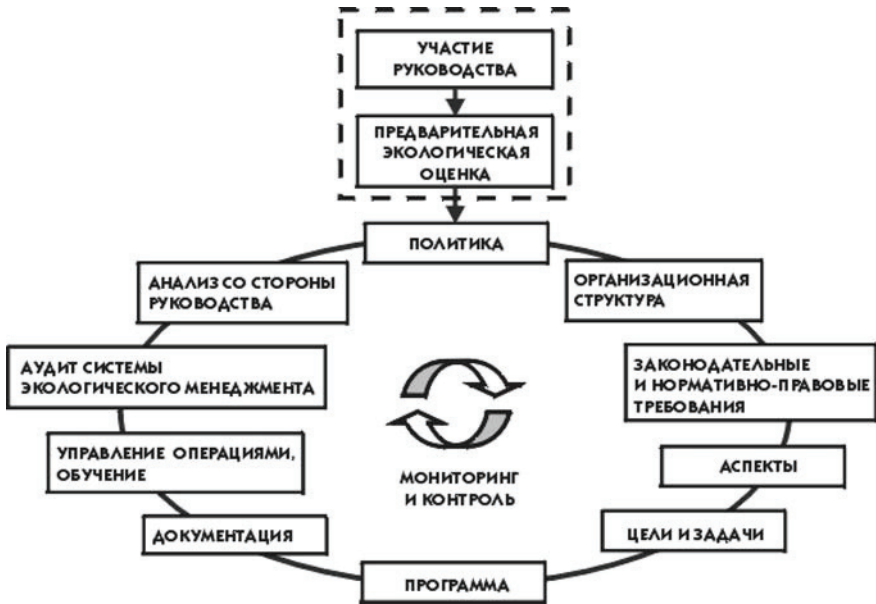 УЧАСТИЕ
РУКОВОДСТВА
ПРЕДВАРИТЕЛЬНАЯ
ЭКОЛОГИЧЕСКАЯ
ОЦЕНКА
ПОЛИТИКА
АНАЛИЗ СО СТОРОНЫ
РУКОВОДСТВА
ОРГАНИЗАЦИОННАЯ
СТРУКТУРА
АУДИТ СИСТЕМЫ
ЭКОЛОГИЧЕСКОГО МЕНЕДЖМЕНТА
ЗАКОНОДАТЕЛЬНЫЕ
И НОРМАТИВНО-ПРАВОВЫЕ
ТРЕБОВАНИЯ
УПРАВЛЕНИЕ ОПЕРАЦИЯМИ,
ОБУЧЕНИЕ
МОНИТОРИНГ
И КОНТРОЛЬ
АСПЕКТЫ
ДОКУМЕНТАЦИЯ
ЦЕЛИ И ЗАДАЧИ
ПРОГРАММА